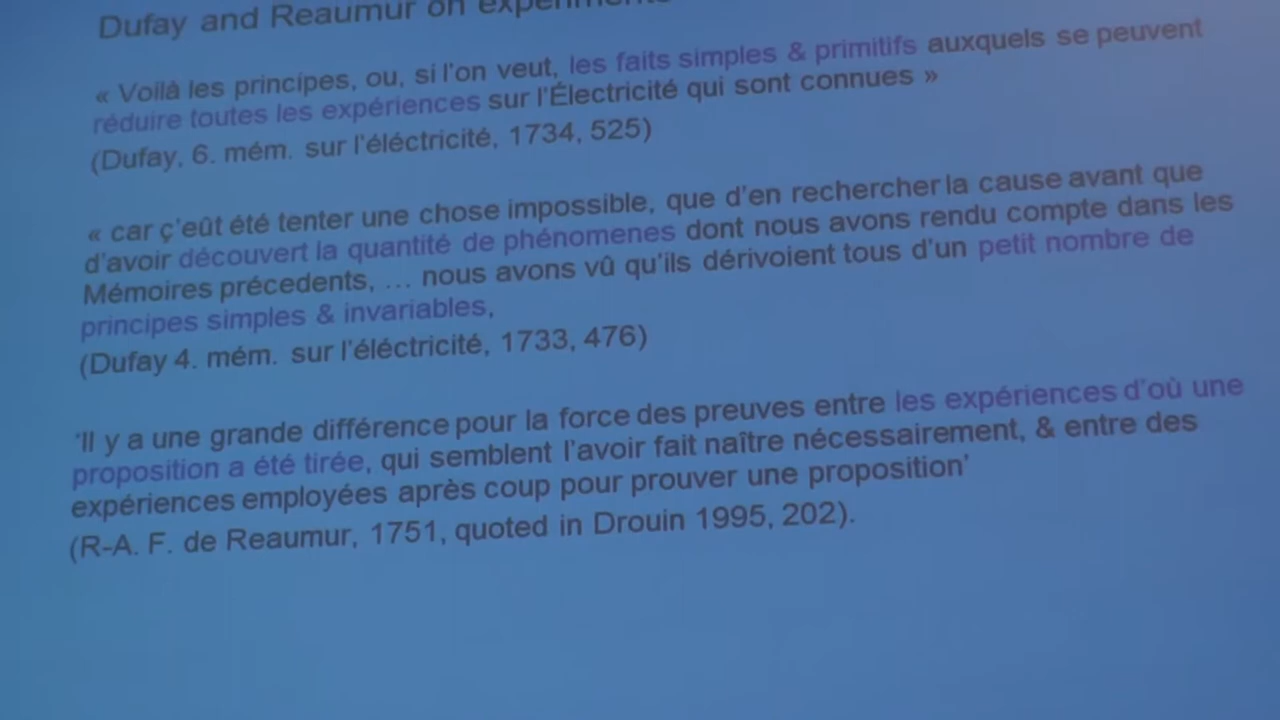 Dufay and Reaumur on experiments
« Voilà les principes, ou, si l'on veut, les faits simples & primitifs auxquels se peuvent
réduire toutes les expériences sur l'Électricité qui sont connues »
(Dufay, 6. mém. sur l'éléctricité, 1734, 525)
« car ç'eût été tenter une chose impossible, que d'en rechercher la cause avant que
d'avoir découvert la quantité de phénomenes dont nous avons rendu compte dans les
Mémoires précedents, … nous avons vû qu'ils dérivoient tous d'un petit nombre de
principes simples & invariables,
(Dufay 4. mém. sur l'éléctricité, 1733, 476)
'Il y a une grande différence pour la force des preuves entre les expériences d'où une
proposition a été tirée, qui semblent l'avoir fait naître nécessairement, & entre des
expériences employées après coup pour prouver une proposition'
(R-A. F. de Reaumur, 1751, quoted in Drouin 1995, 202).